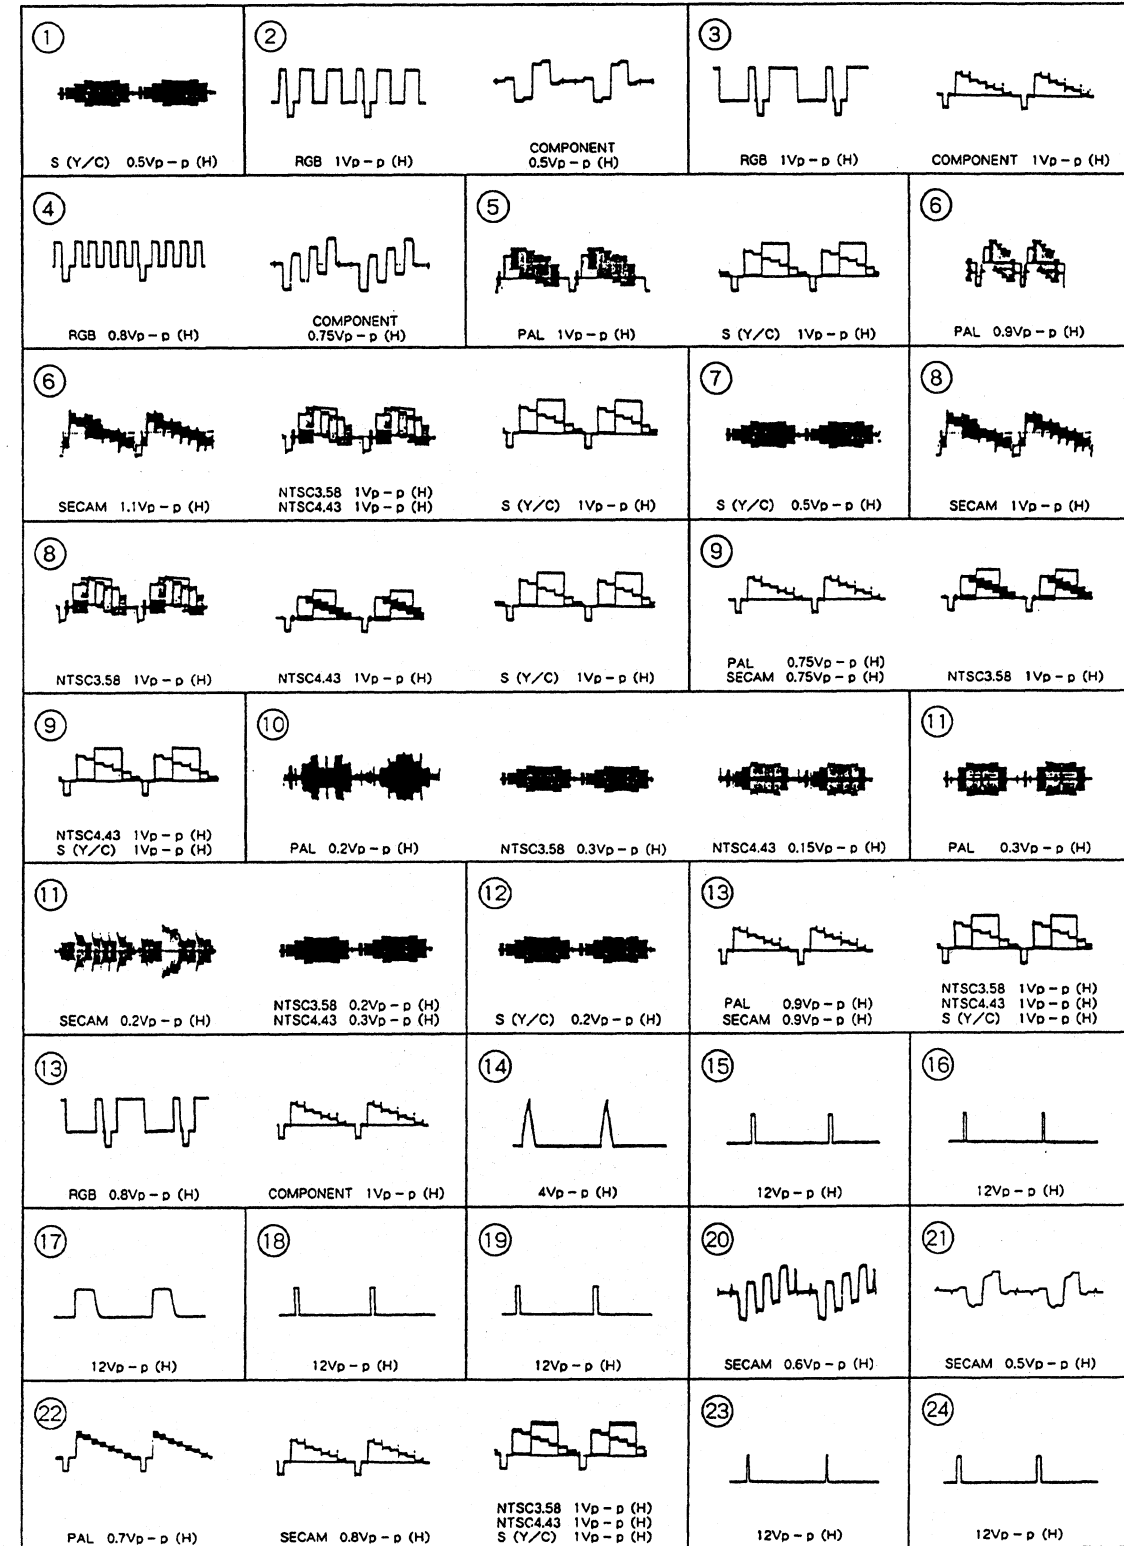 ① ② ③
S (Y/C) 0.5Vp – p (H)
RGB 1Vp – p (H)
COMPONENT
0.5Vp – p (H)
RGB 1Vp – p (H)
COMPONENT 1Vp – p (H)
④ ⑤ ⑥
RGB 0.8Vp – p (H)
COMPONENT
0.75Vp – p (H)
PAL 1Vp – p (H)
S (Y/C) 1Vp – p (H)
PAL 0.9Vp – p (H)
⑥ ⑦ ⑧
SECAM 1.1Vp – p (H)
NTSC3.58 1Vp – p (H)
NTSC4.43 1Vp – p (H)
S (Y/C) 1Vp – p (H)
S (Y/C) 0.5Vp – p (H)
SECAM 1Vp – p (H)
⑧ ⑨
NTSC3.58 1Vp – p (H)
NTSC4.43 1Vp – p (H)
S (Y/C) 1Vp – p (H)
PAL 0.75Vp – p (H)
SECAM 0.75Vp – p (H)
NTSC3.58 1Vp – p (H)
⑨ ⑩ ⑪
NTSC4.43 1Vp – p (H)
S (Y/C) 1Vp – p (H)
PAL 0.2Vp – p (H)
NTSC3.58 0.3Vp – p (H)
NTSC4.43 0.15Vp – p (H)
PAL 0.3Vp – p (H)
⑪ ⑫ ⑬
SECAM 0.2Vp – p (H)
NTSC3.58 0.2Vp – p (H)
NTSC4.43 0.3Vp – p (H)
S (Y/C) 0.2Vp – p (H)
PAL 0.9Vp – p (H)
SECAM 0.9Vp – p (H)
NTSC3.58 1Vp – p (H)
NTSC4.43 1Vp – p (H)
S (Y/C) 1Vp – p (H)
⑬ ⑭ ⑮ ⑯
RGB 0.8Vp – p (H)
COMPONENT 1Vp – p (H)
4Vp – p (H)
12Vp – p (H)
12Vp – p (H)
⑰ ⑱ ⑲ ⑳ ㉑
12Vp – p (H)
12Vp – p (H)
12Vp – p (H)
SECAM 0.6Vp – p (H)
SECAM 0.5Vp – p (H)
㉒ ㉓ ㉔
PAL 0.7Vp – p (H)
SECAM 0.8Vp – p (H)
NTSC3.58 1Vp – p (H)
NTSC4.43 1Vp – p (H)
S (Y/C) 1Vp – p (H)
12Vp – p (H)
12Vp – p (H)